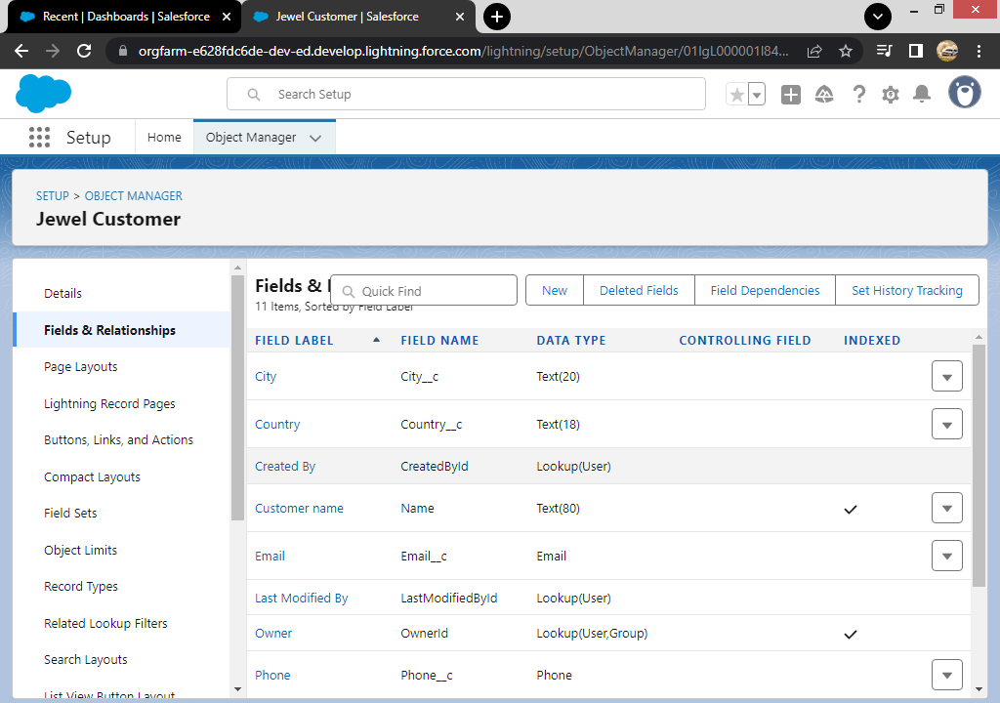 Recent | Dashboards | Salesforce
Jewel Customer | Salesforce
orgfarm-e628fdc6de-dev-ed.develop.lightning.force.com/lightning/setup/ObjectManager/01IgL000001I84...
Search Setup
Setup
Home
Object Manager
SETUP > OBJECT MANAGER
Jewel Customer
Details
Fields & Relationships
Page Layouts
Lightning Record Pages
Buttons, Links, and Actions
Compact Layouts
Field Sets
Object Limits
Record Types
Related Lookup Filters
Search Layouts
List View Button Layout
Fields &
Quick Find
New
Deleted Fields
Field Dependencies
Set History Tracking
11 Items, Sorted by Field Label
FIELD LABEL FIELD NAME DATA TYPE CONTROLLING FIELD INDEXED
City City__c Text(20)
Country Country__c Text(18)
Created By CreatedById Lookup(User)
Customer name Name Text(80)
Email Email__c Email
Last Modified By LastModifiedById Lookup(User)
Owner OwnerId Lookup(User,Group)
Phone Phone__c Phone